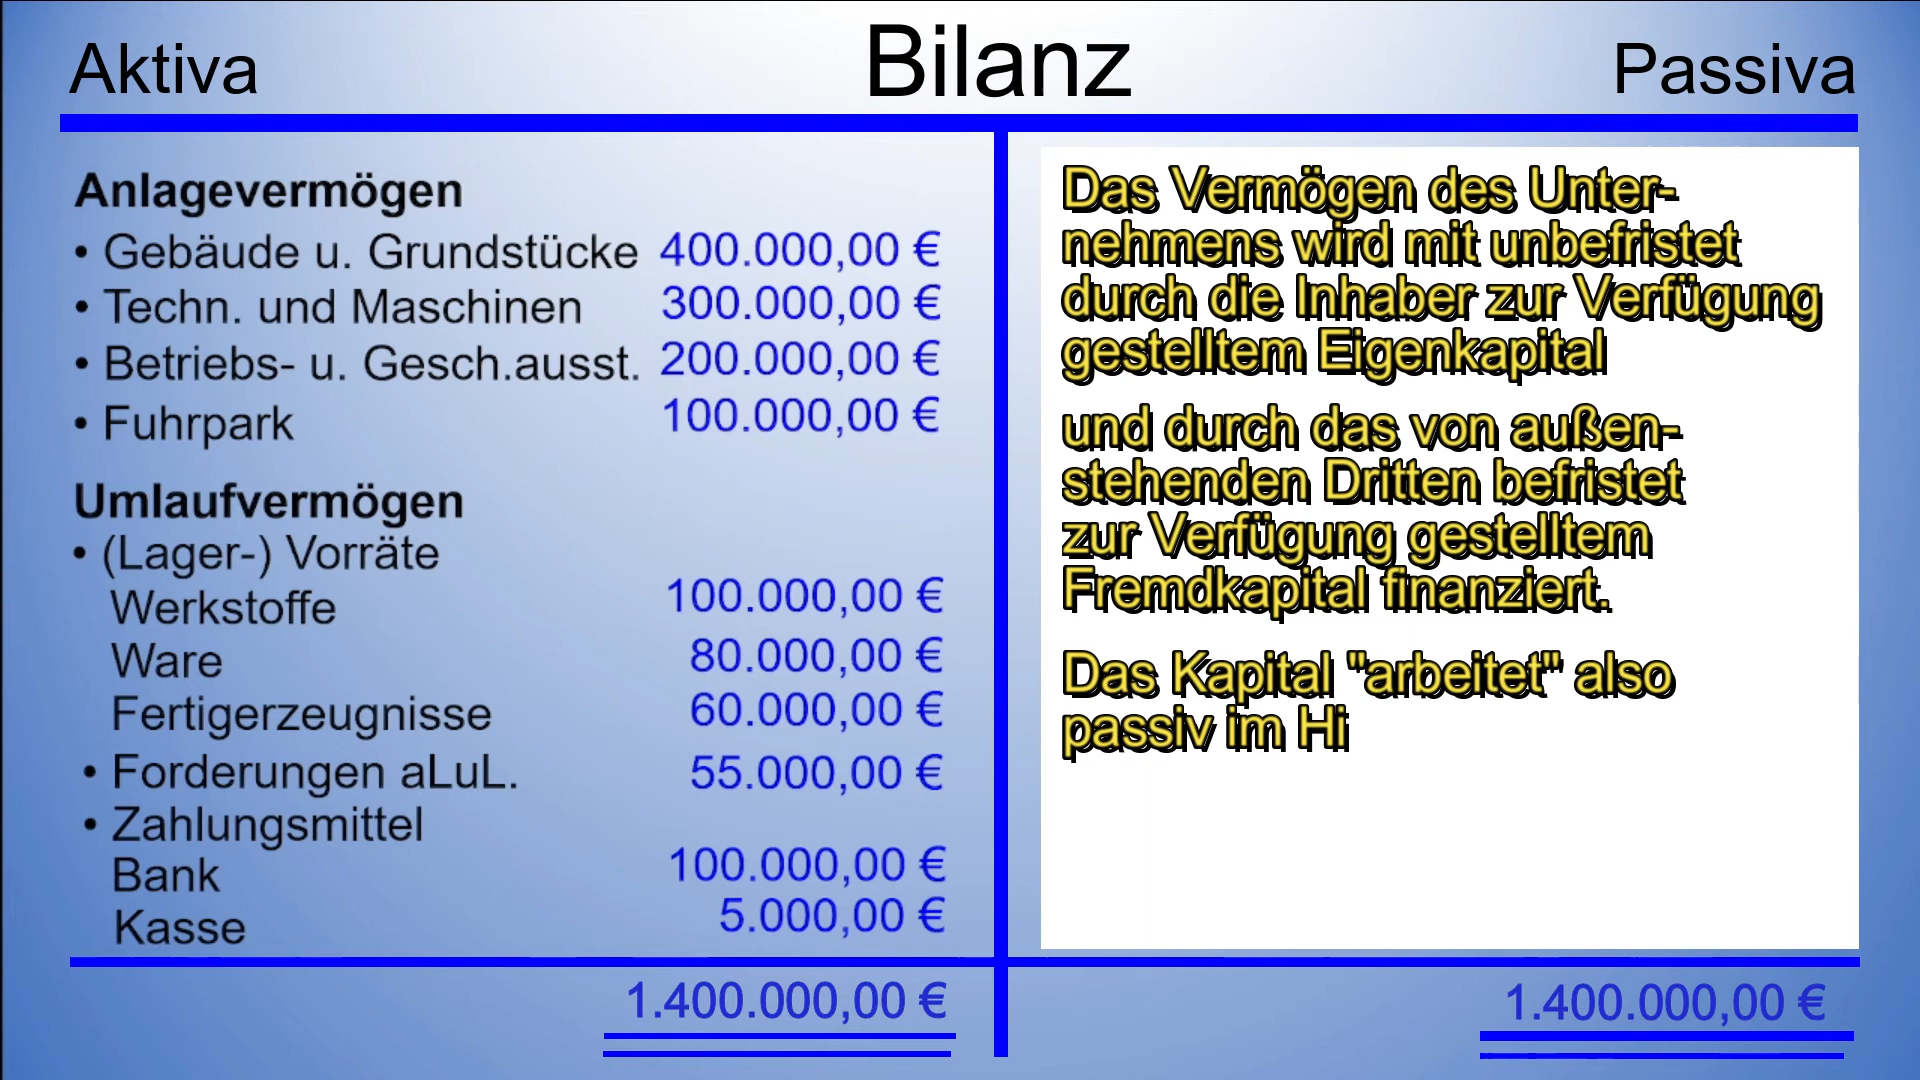 Aktiva Bilanz Passiva
Anlagevermögen
• Gebäude u. Grundstücke 400.000,00 €
• Techn. und Maschinen 300.000,00 €
• Betriebs- u. Gesch.ausst. 200.000,00 €
• Fuhrpark 100.000,00 €
Umlaufvermögen
• (Lager-) Vorräte
Werkstoffe 100.000,00 €
Ware 80.000,00 €
Fertigerzeugnisse 60.000,00 €
• Forderungen aLuL. 55.000,00 €
• Zahlungsmittel
Bank 100.000,00 €
Kasse 5.000,00 €
1.400.000,00 €
Das Vermögen des Unter-
nehmens wird mit unbefristet
durch die Inhaber zur Verfügung
gestelltem Eigenkapital
und durch das von außen-
stehenden Dritten befristet
zur Verfügung gestelltem
Fremdkapital finanziert.
Das Kapital "arbeitet" also
passiv im Hi
1.400.000,00 €